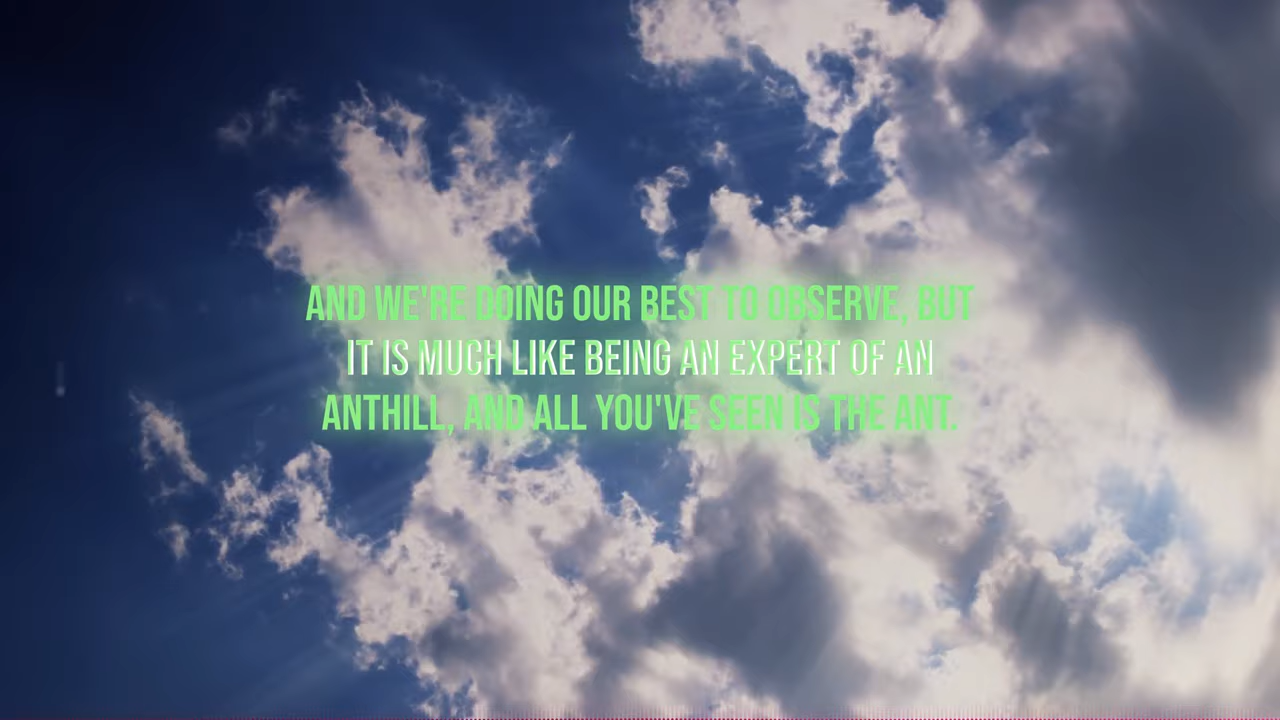 AND WE'RE DOING OUR BEST TO OBSERVE, BUT
IT IS MUCH LIKE BEING AN EXPERT OF AN
ANTHILL, AND ALL YOU'VE SEEN IS THE ANT.